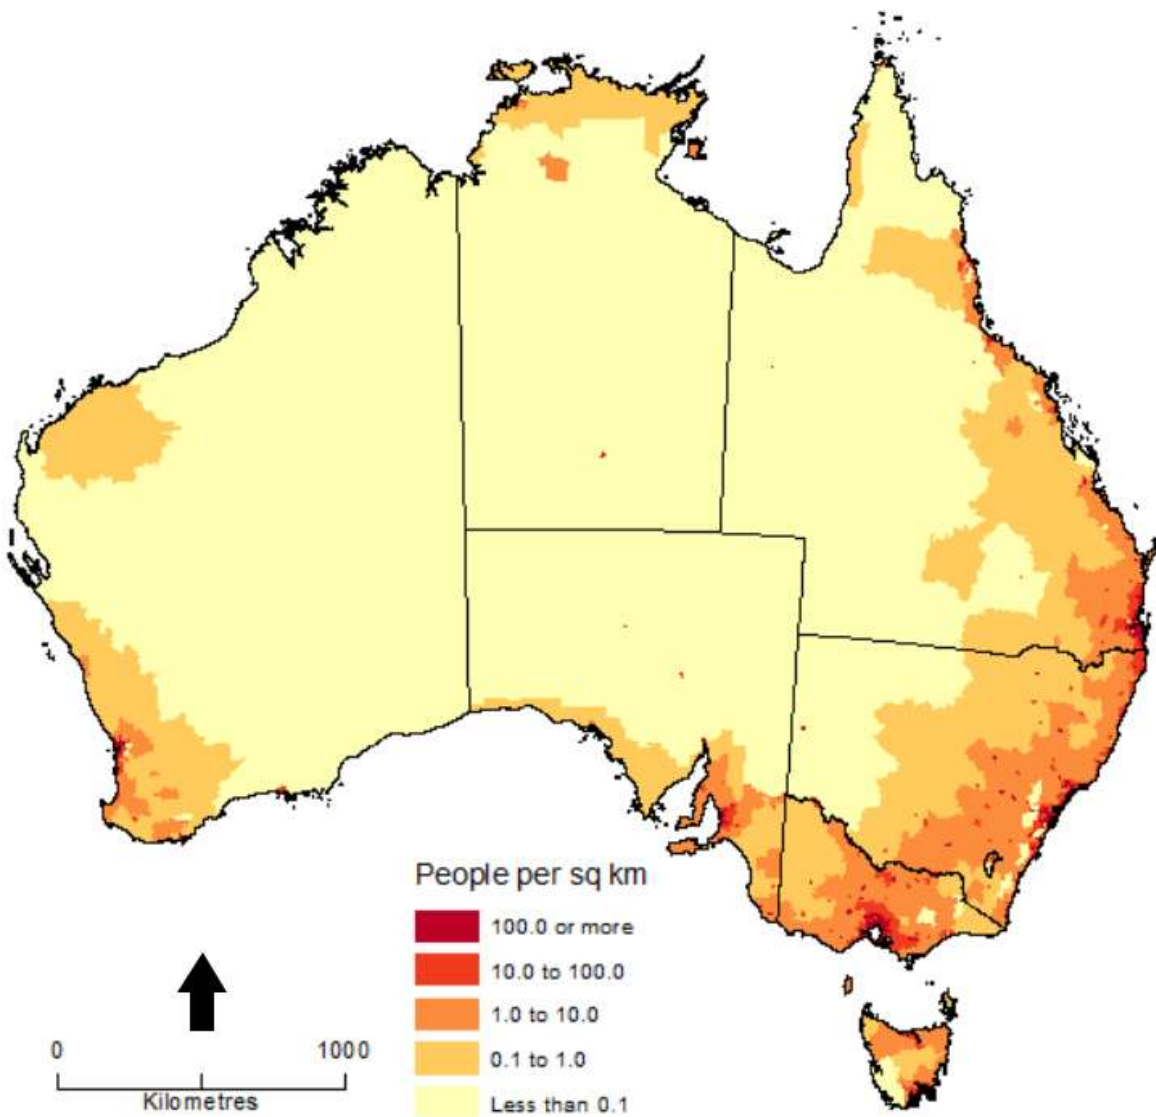 People per sq km
100.0 or more
10.0 to 100.0
1.0 to 10.0
0.1 to 1.0
Less than 0.1
0 1000
Kilometres